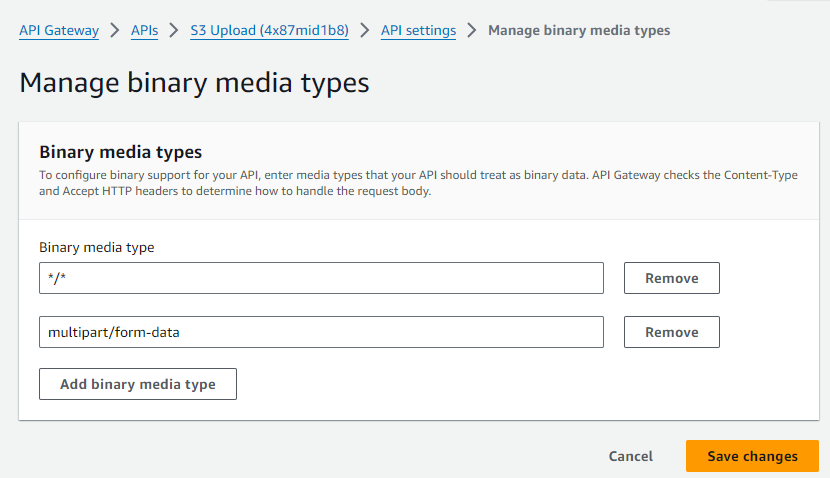 API Gateway > APIs > S3 Upload (4x87mid1b8) > API settings > Manage binary media types
Manage binary media types
Binary media types
To configure binary support for your API, enter media types that your API should treat as binary data. API Gateway checks the Content-Type
and Accept HTTP headers to determine how to handle the request body.
Binary media type
*/*
Remove
multipart/form-data
Remove
Add binary media type
Cancel
Save changes